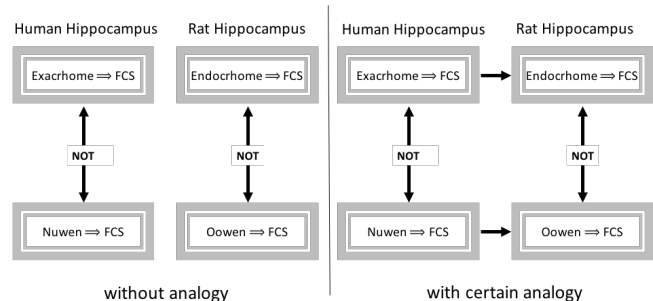 Human Hippocampus
Rat Hippocampus
Exacrhome ⟹ FCS
Endocrhome ⟹ FCS
NOT
NOT
Nuwen ⟹ FCS
Oowen ⟹ FCS
without analogy
Human Hippocampus
Rat Hippocampus
Exacrhome ⟹ FCS
Endocrhome ⟹ FCS
NOT
NOT
Nuwen ⟹ FCS
Oowen ⟹ FCS
with certain analogy